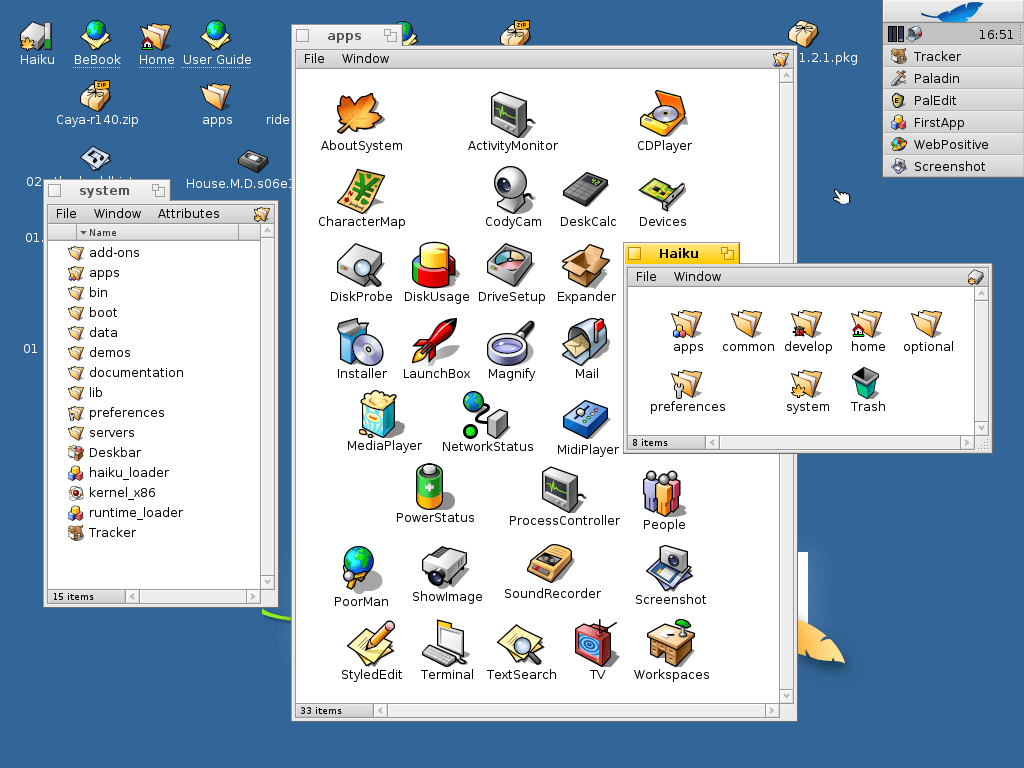 Haiku
BeBook
Home
User Guide
Caya-r140.zip
apps
ride
02
House.M.D.s06e
01.
01
1.2.1.pkg
16:51
Tracker
Paladin
PalEdit
FirstApp
WebPositive
Screenshot
system
File Window Attributes
Name
add-ons
apps
bin
boot
data
demos
documentation
lib
preferences
servers
Deskbar
haiku_loader
kernel_x86
runtime_loader
Tracker
15 items
apps
File Window
AboutSystem ActivityMonitor CDPlayer
CharacterMap CodyCam DeskCalc Devices
DiskProbe DiskUsage DriveSetup Expander
Installer LaunchBox Magnify Mail
MediaPlayer NetworkStatus MidiPlayer
PowerStatus ProcessController People
PoorMan ShowImage SoundRecorder Screenshot
StyledEdit Terminal TextSearch TV Workspaces
33 items
Haiku
File Window
apps common develop home optional
preferences system Trash
8 items